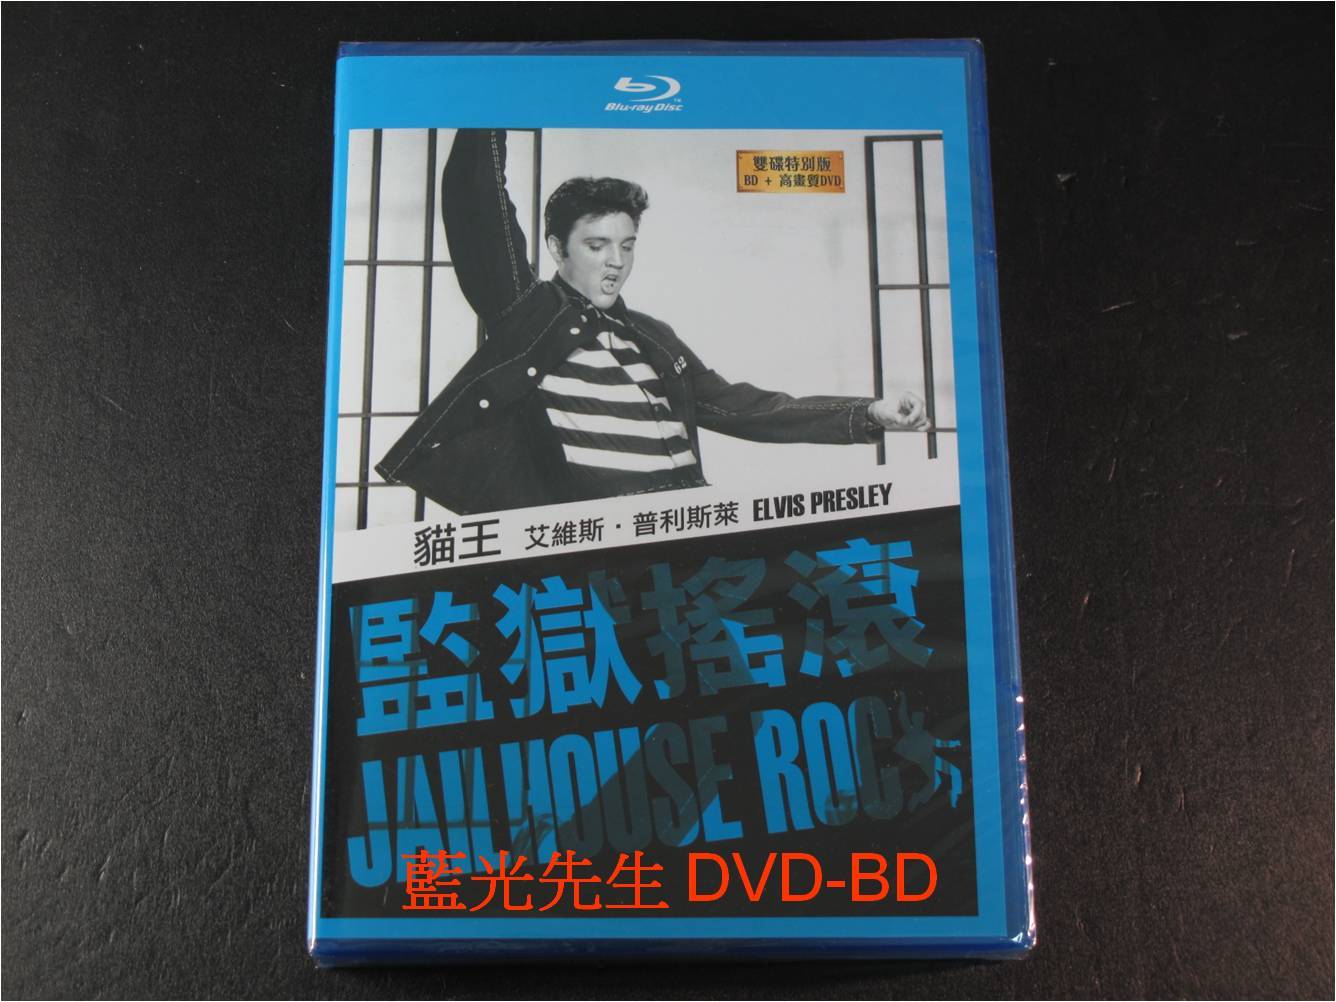 Blu-ray Disc
TM
雙碟特別版
BD + 高畫質DVD
62
貓王 艾維斯·普利斯萊 ELVIS PRESLEY
監獄搖滾
JAILHOUSE ROCK
藍光先生 DVD-BD